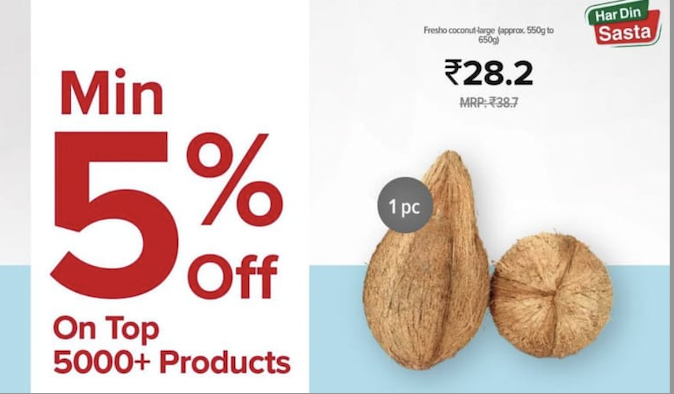 Min
5%
Off
On Top
5000+ Products
Fresho coconut-large (approx. 550g to
650g)
₹28.2
MRP: ₹38.7
1 pc
Har Din
Sasta